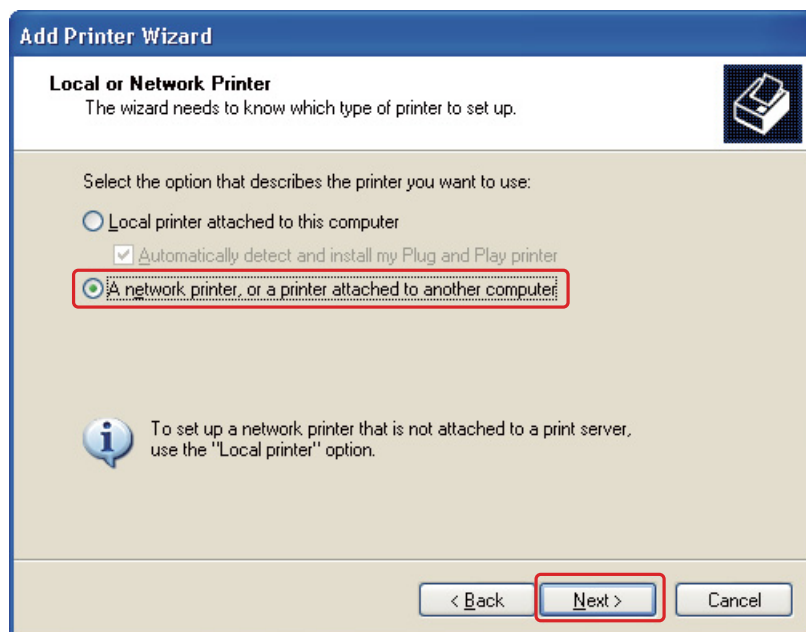 Add Printer Wizard
Local or Network Printer
The wizard needs to know which type of printer to set up.
Select the option that describes the printer you want to use:
Local printer attached to this computer
Automatically detect and install my Plug and Play printer
A network printer, or a printer attached to another computer
To set up a network printer that is not attached to a print server,
use the "Local printer" option.
< Back Next > Cancel